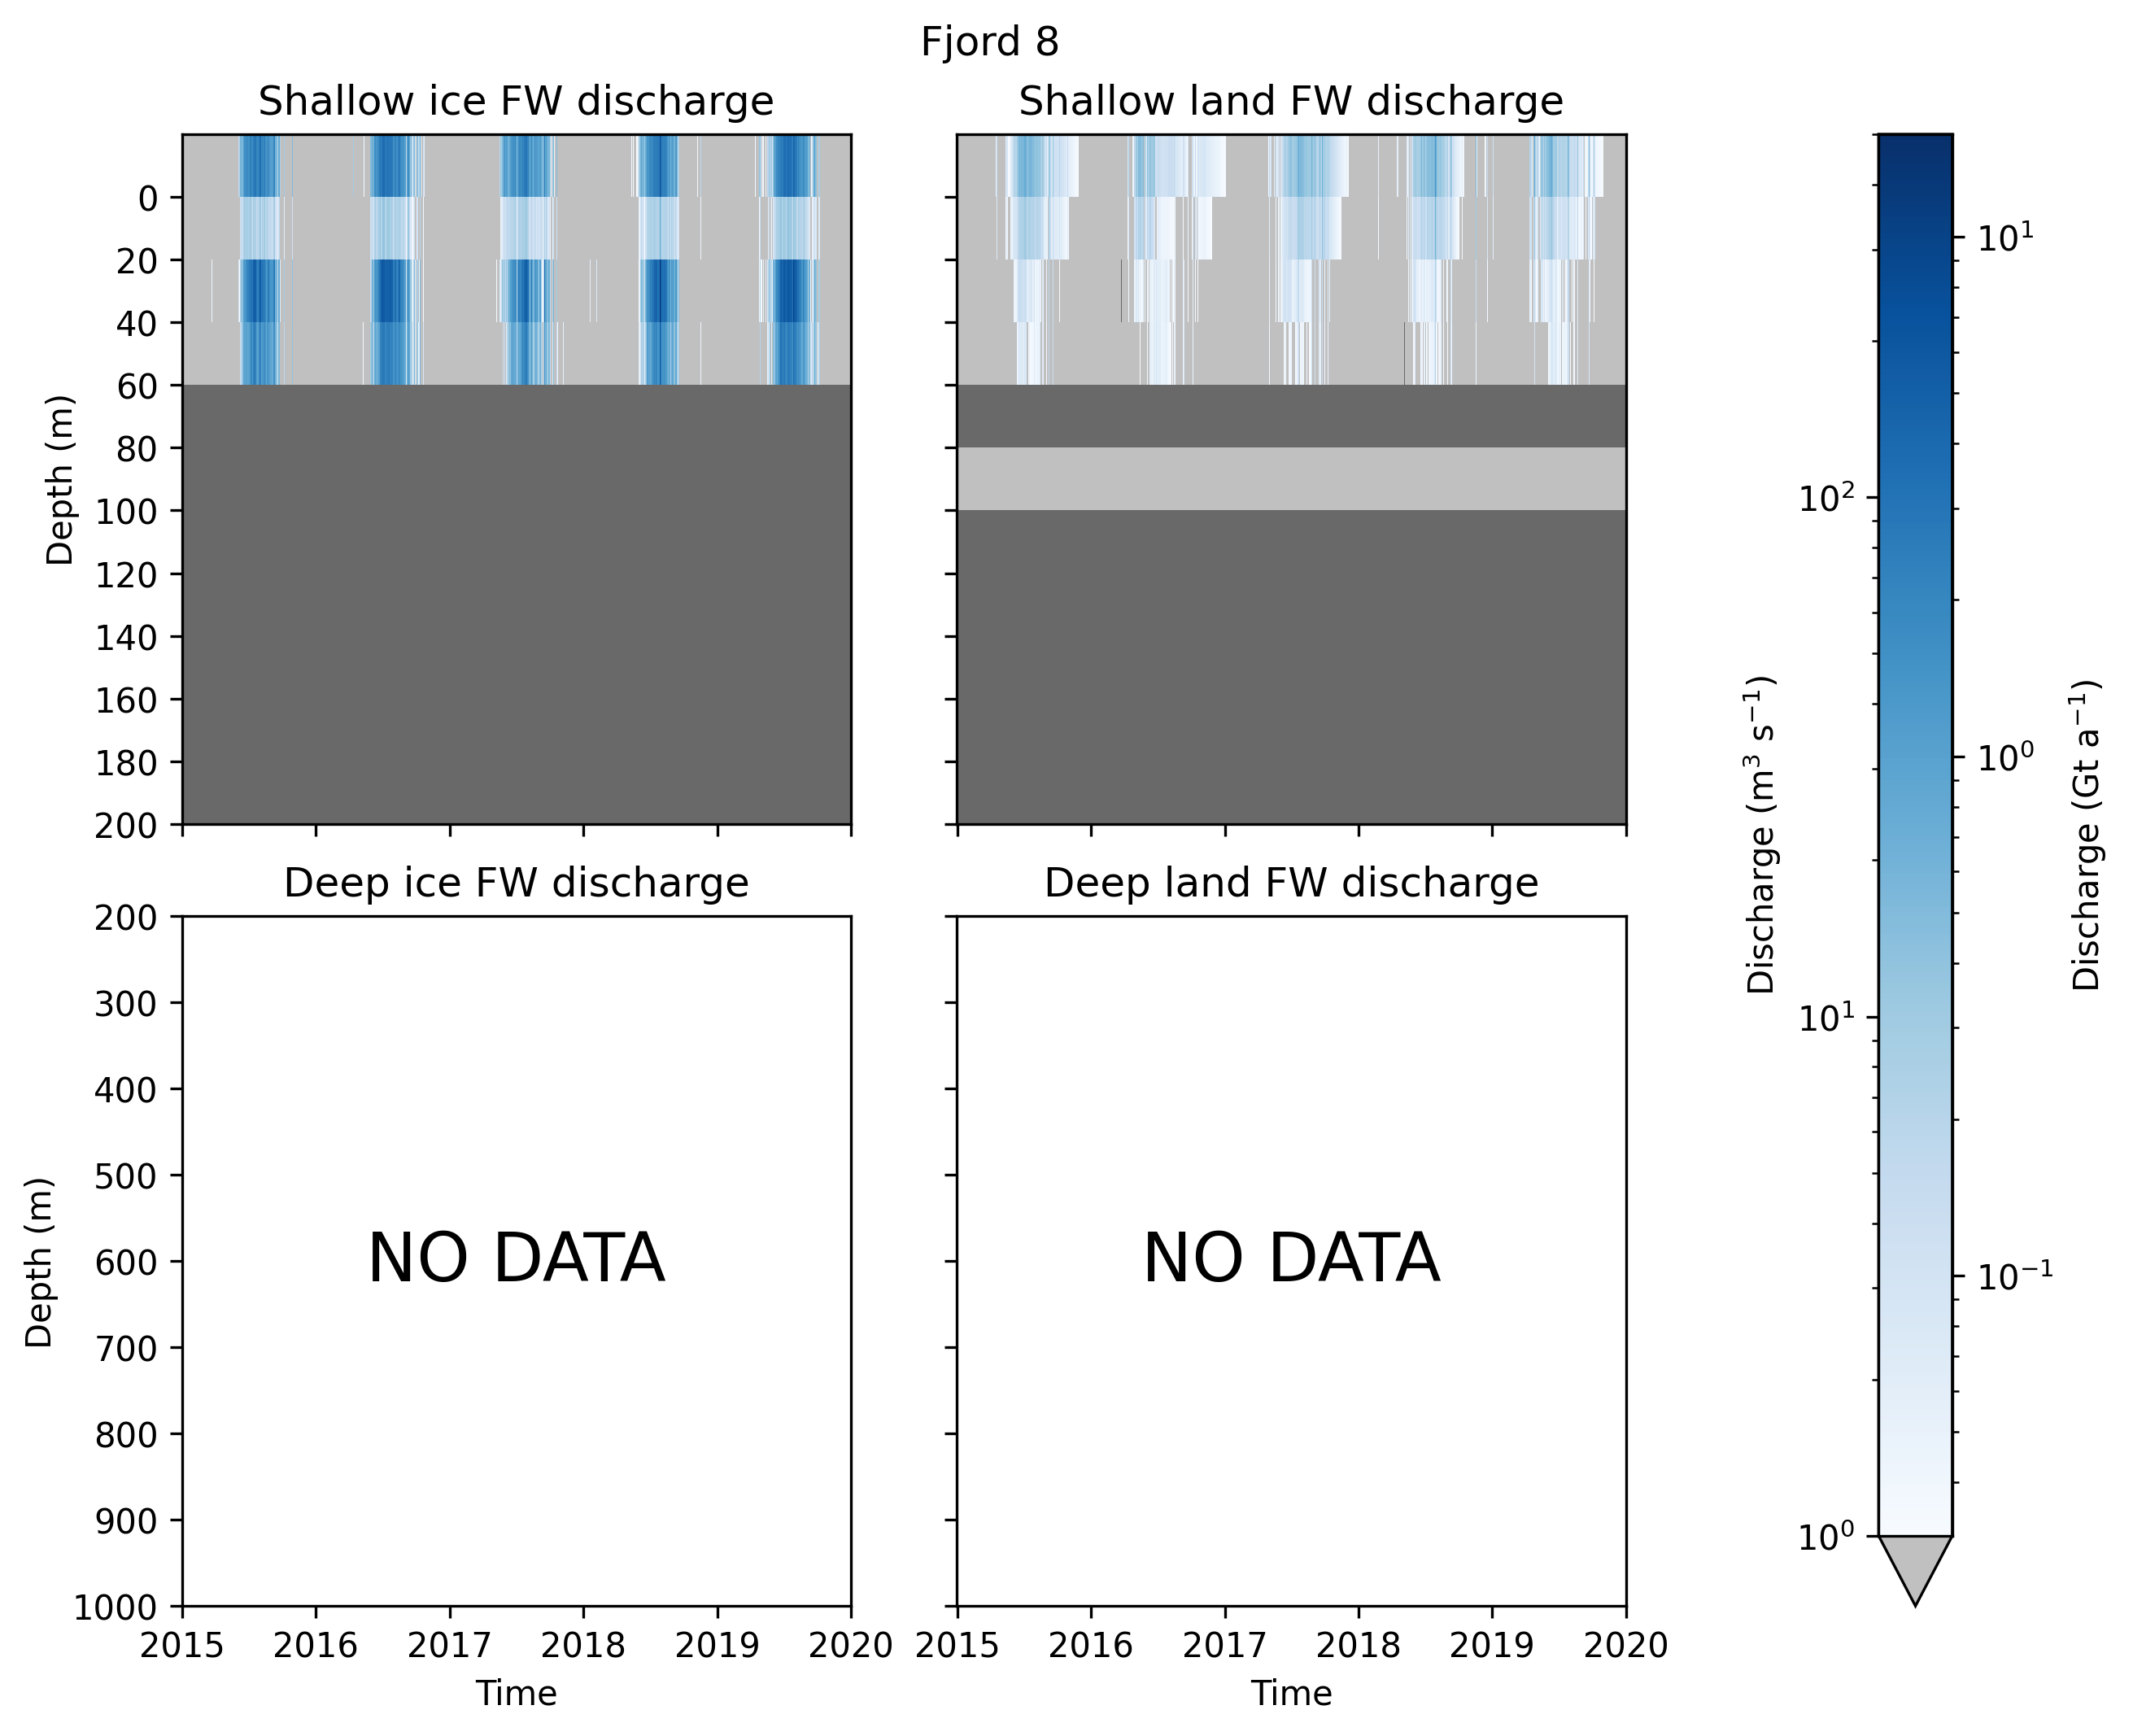 Fjord 8
Shallow ice FW discharge
Shallow land FW discharge
0
20
40
60
80
100
120
140
160
180
200
Depth (m)
Deep ice FW discharge
Deep land FW discharge
200
300
400
500
600
700
800
900
1000
Depth (m)
NO DATA
NO DATA
2015 2016 2017 2018 2019 2020
2015 2016 2017 2018 2019 2020
Time
Time
10²
10¹
10⁰
Discharge (m³ s⁻¹)
10¹
10⁰
10⁻¹
Discharge (Gt a⁻¹)